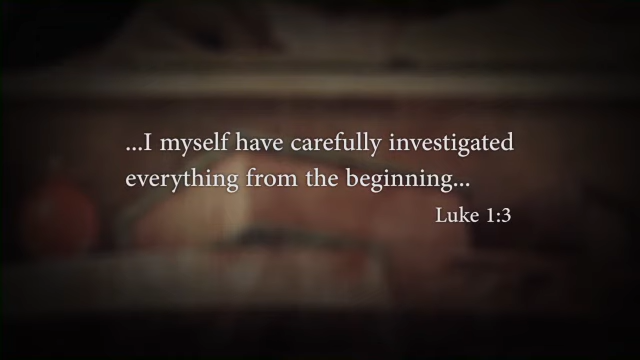 ...I myself have carefully investigated
everything from the beginning...
Luke 1:3